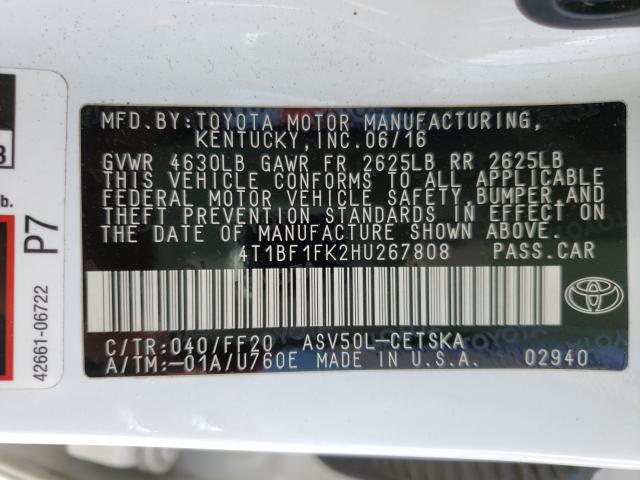 MFD.BY:TOYOTA MOTOR MANUFACTURING,
KENTUCKY,INC.06/16
GVWR 4630LB GAWR FR 2625LB RR 2625LB
THIS VEHICLE CONFORMS TO ALL APPLICABLE
FEDERAL MOTOR VEHICLE SAFETY,BUMPER,AND
THEFT PREVENTION STANDARDS IN EFFECT ON
THE DATE OF MANUFACTURE SHOWN ABOVE.
4T1BF1FK2HU267808 PASS.CAR
C/TR:040/FF20 ASV50L-CETSKA
A/TM:-01A/U760E MADE IN U.S.A. 02940
TOYOTA
P7
42661-06722